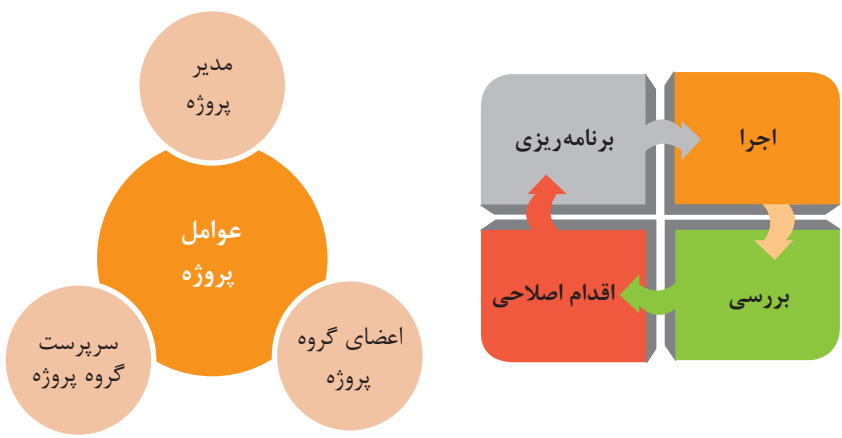 مدیر
پروژه
عوامل
پروژه
سرپرست
گروه پروژه
اعضای گروه
پروژه
برنامه‌ریزی
اجرا
بررسی
اقدام اصلاحی